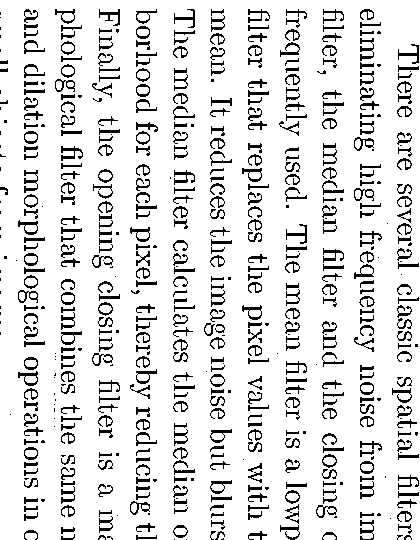 There are several classic spatial filters
eliminating high frequency noise from im
filter, the median filter and the closing o
frequently used. The mean filter is a lowp
filter that replaces the pixel values with t
mean. It reduces the image noise but blurs
The median filter calculates the median o
borhood for each pixel, thereby reducing th
Finally, the opening closing filter is a ma
phological filter that combines the same n
and dilation morphological operations in o